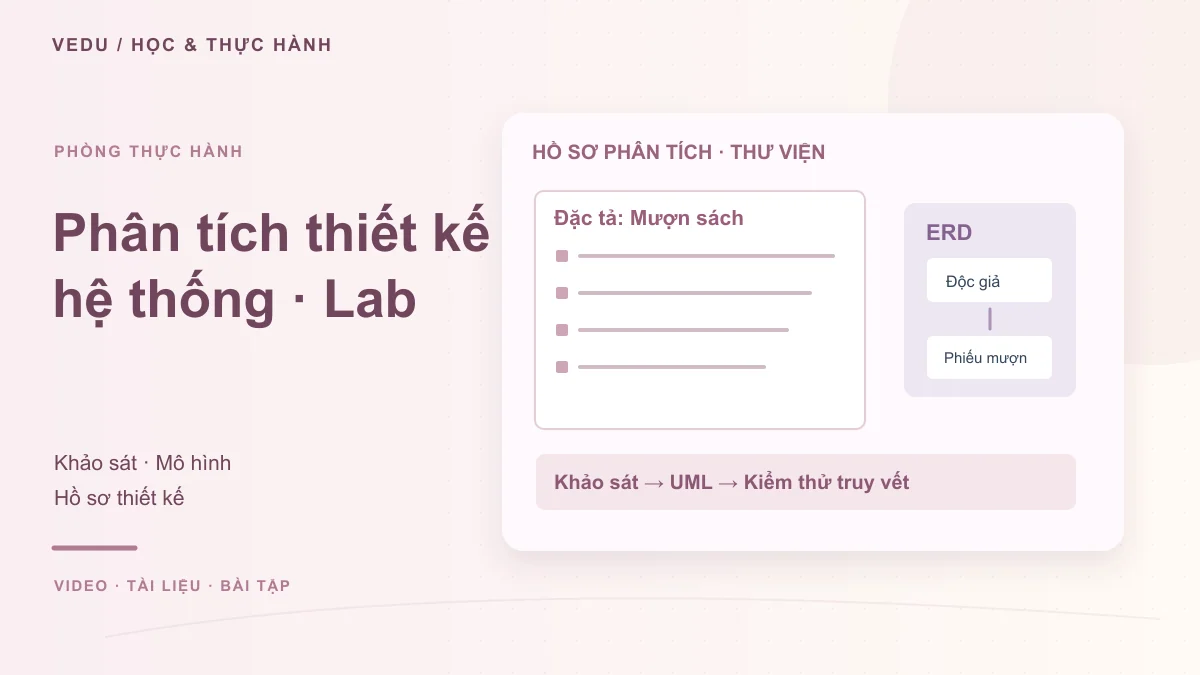 VEDU / HỌC & THỰC HÀNH
PHÒNG THỰC HÀNH
Phân tích thiết kế
hệ thống · Lab
Khảo sát · Mô hình
Hồ sơ thiết kế
VIDEO · TÀI LIỆU · BÀI TẬP
HỒ SƠ PHÂN TÍCH · THƯ VIỆN
Đặc tả: Mượn sách
ERD
Độc giả
Phiếu mượn
Khảo sát → UML → Kiểm thử truy vết